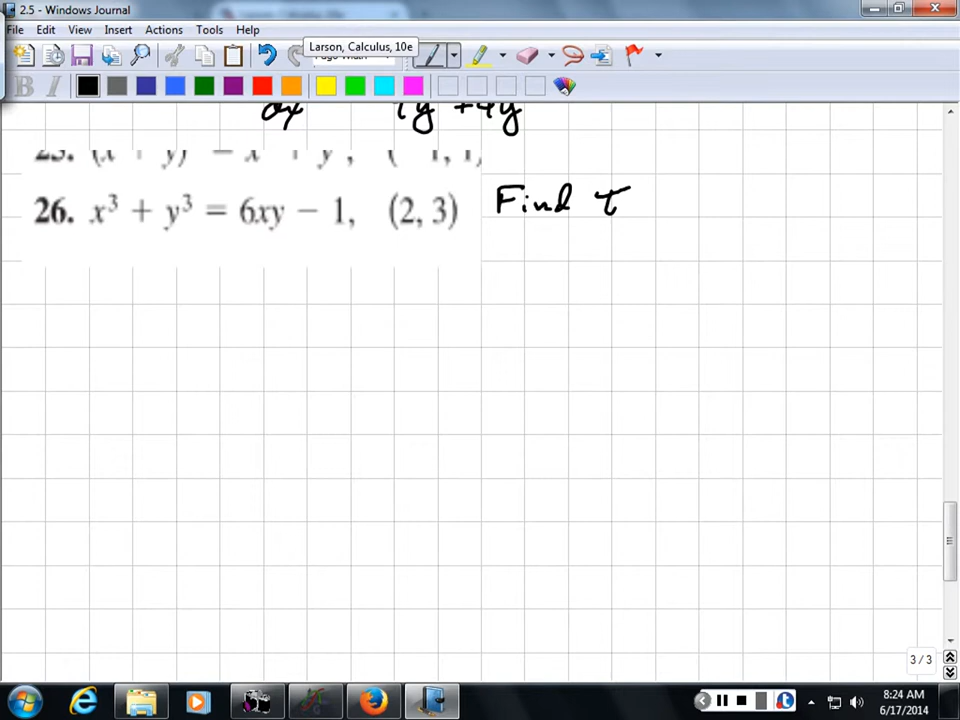 2.5 - Windows Journal
File Edit View Insert Actions Tools Help
Larson, Calculus, 10e
26. x³ + y³ = 6xy − 1, (2, 3) Find
3 / 3
8:24 AM
6/17/2014